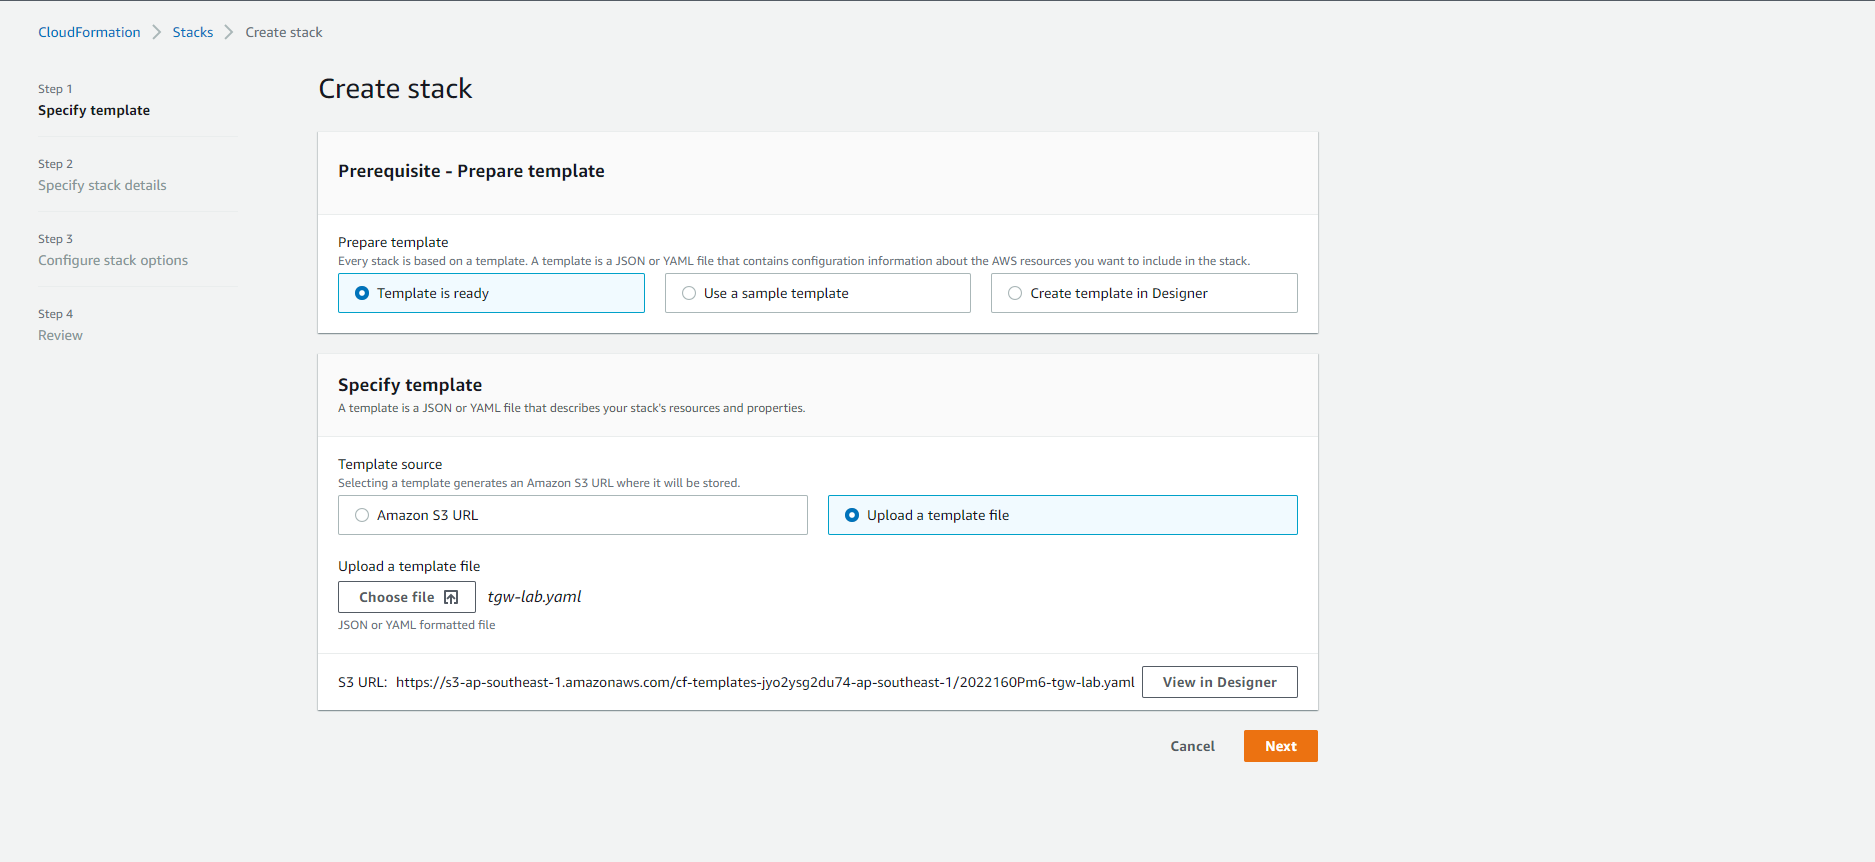 CloudFormation > Stacks > Create stack
Step 1
Specify template
Step 2
Specify stack details
Step 3
Configure stack options
Step 4
Review
Create stack
Prerequisite - Prepare template
Prepare template
Every stack is based on a template. A template is a JSON or YAML file that contains configuration information about the AWS resources you want to include in the stack.
Template is ready
Use a sample template
Create template in Designer
Specify template
A template is a JSON or YAML file that describes your stack's resources and properties.
Template source
Selecting a template generates an Amazon S3 URL where it will be stored.
Amazon S3 URL
Upload a template file
Upload a template file
Choose file
tgw-lab.yaml
JSON or YAML formatted file
S3 URL: https://s3-ap-southeast-1.amazonaws.com/cf-templates-jyo2ysg2du74-ap-southeast-1/2022160Pm6-tgw-lab.yaml
View in Designer
Cancel
Next